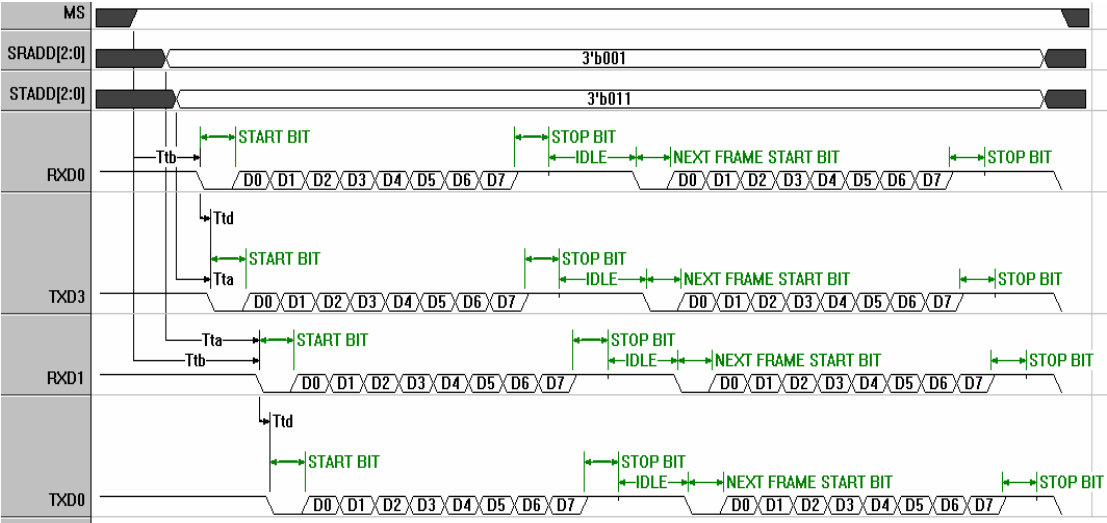 MS
SRADD[2:0] 3'b001
STADD[2:0] 3'b011
START BIT STOP BIT
Ttb IDLE NEXT FRAME START BIT STOP BIT
RXD0 D0 D1 D2 D3 D4 D5 D6 D7 D0 D1 D2 D3 D4 D5 D6 D7
Ttd
START BIT STOP BIT
Tta IDLE NEXT FRAME START BIT STOP BIT
TXD3 D0 D1 D2 D3 D4 D5 D6 D7 D0 D1 D2 D3 D4 D5 D6 D7
Tta START BIT STOP BIT
Ttb IDLE NEXT FRAME START BIT STOP BIT
RXD1 D0 D1 D2 D3 D4 D5 D6 D7 D0 D1 D2 D3 D4 D5 D6 D7
Ttd
START BIT STOP BIT
IDLE NEXT FRAME START BIT STOP BIT
TXD0 D0 D1 D2 D3 D4 D5 D6 D7 D0 D1 D2 D3 D4 D5 D6 D7